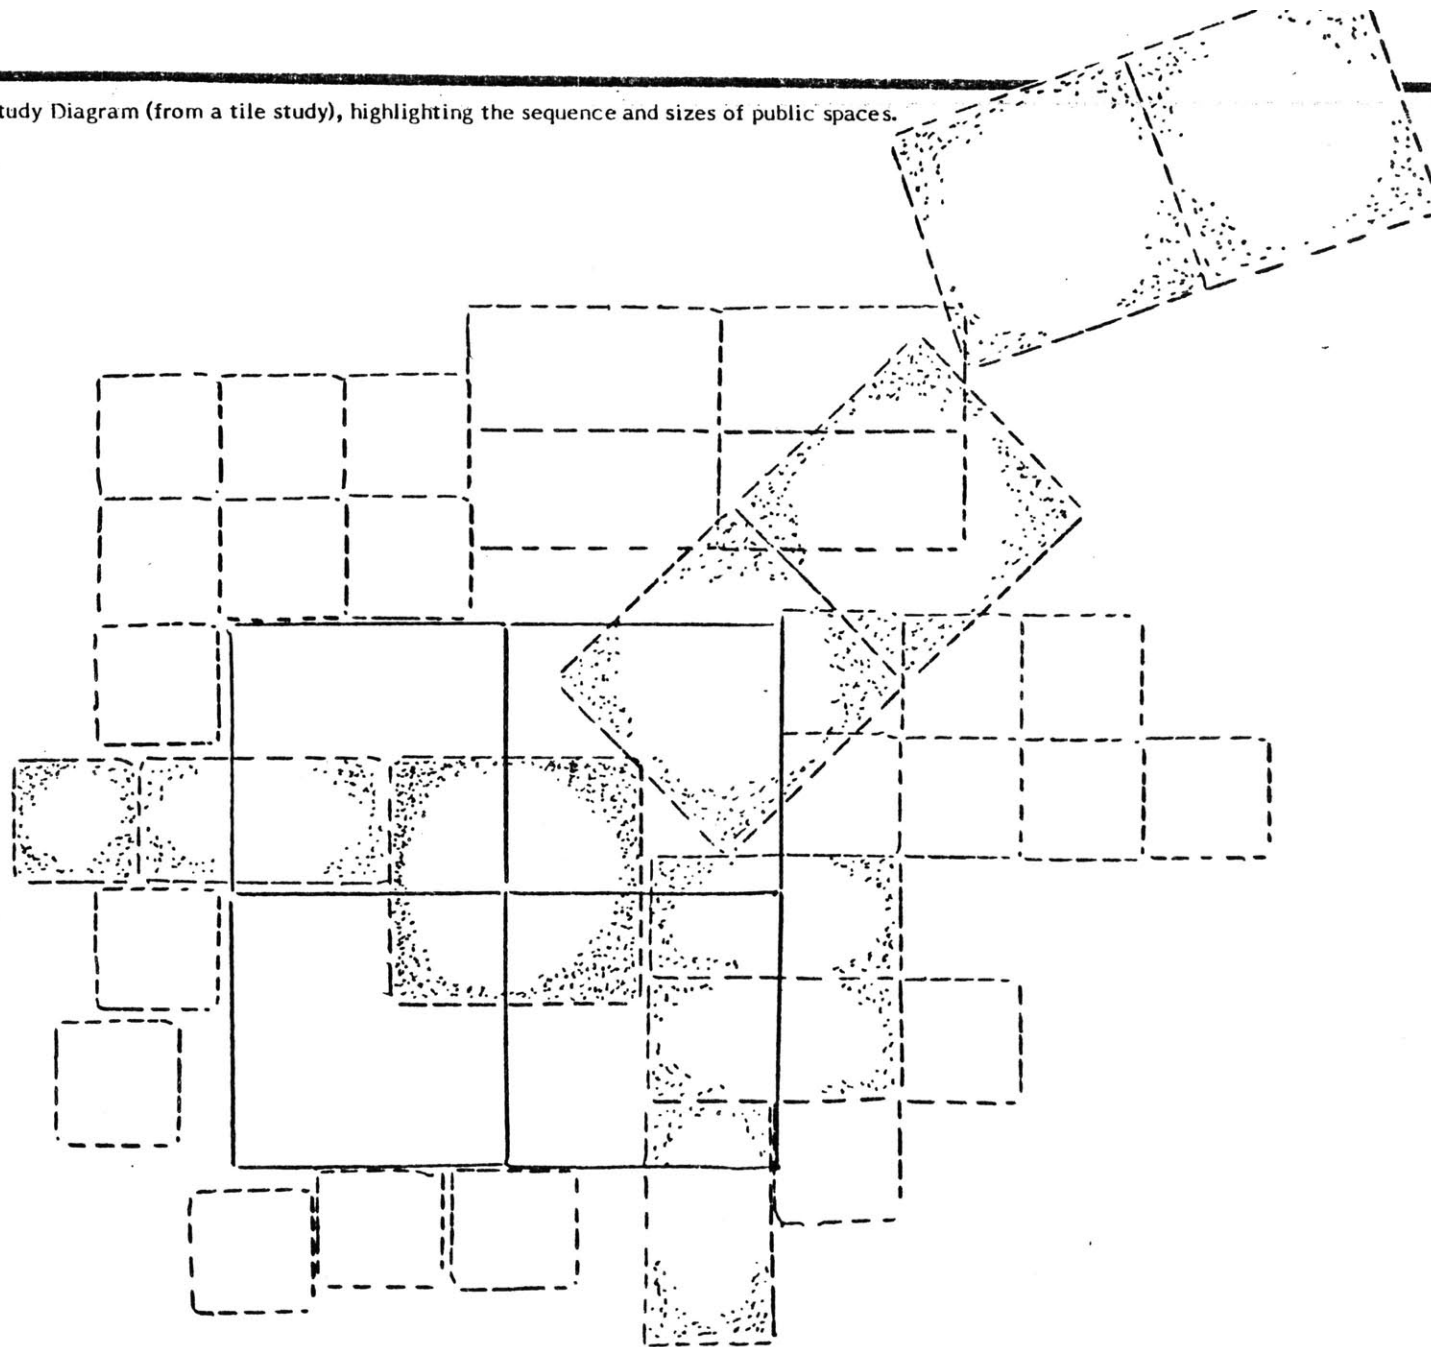 tudy Diagram (from a tile study), highlighting the sequence and sizes of public spaces.